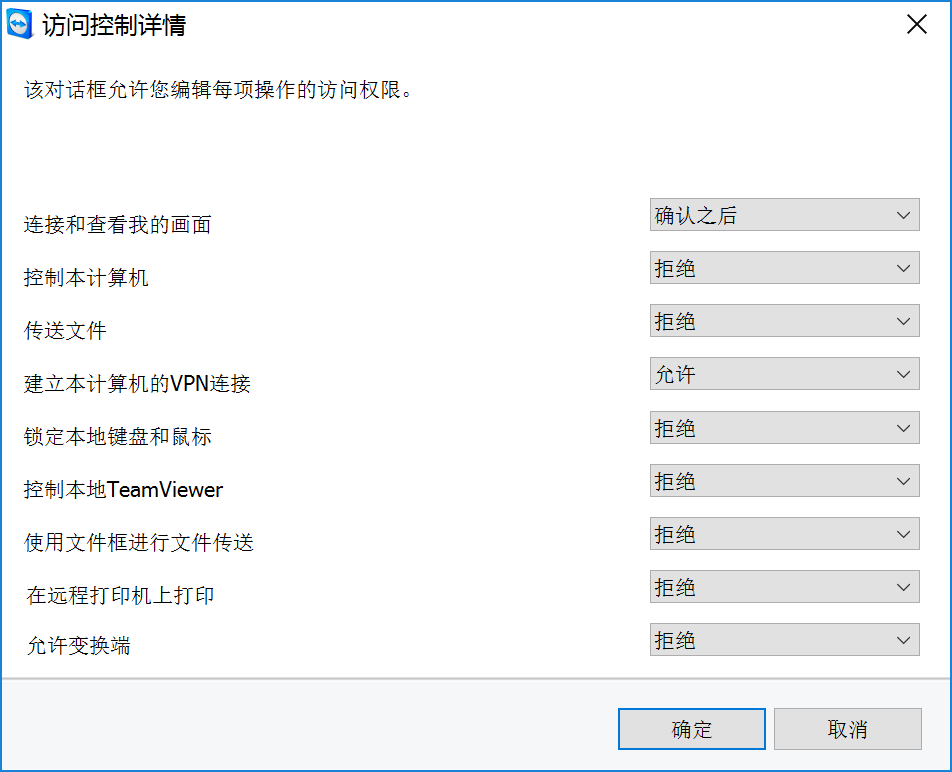 访问控制详情
该对话框允许您编辑每项操作的访问权限。
连接和查看我的画面 确认之后
控制本计算机 拒绝
传送文件 拒绝
建立本计算机的VPN连接 允许
锁定本地键盘和鼠标 拒绝
控制本地TeamViewer 拒绝
使用文件框进行文件传送 拒绝
在远程打印机上打印 拒绝
允许变换端 拒绝
确定 取消